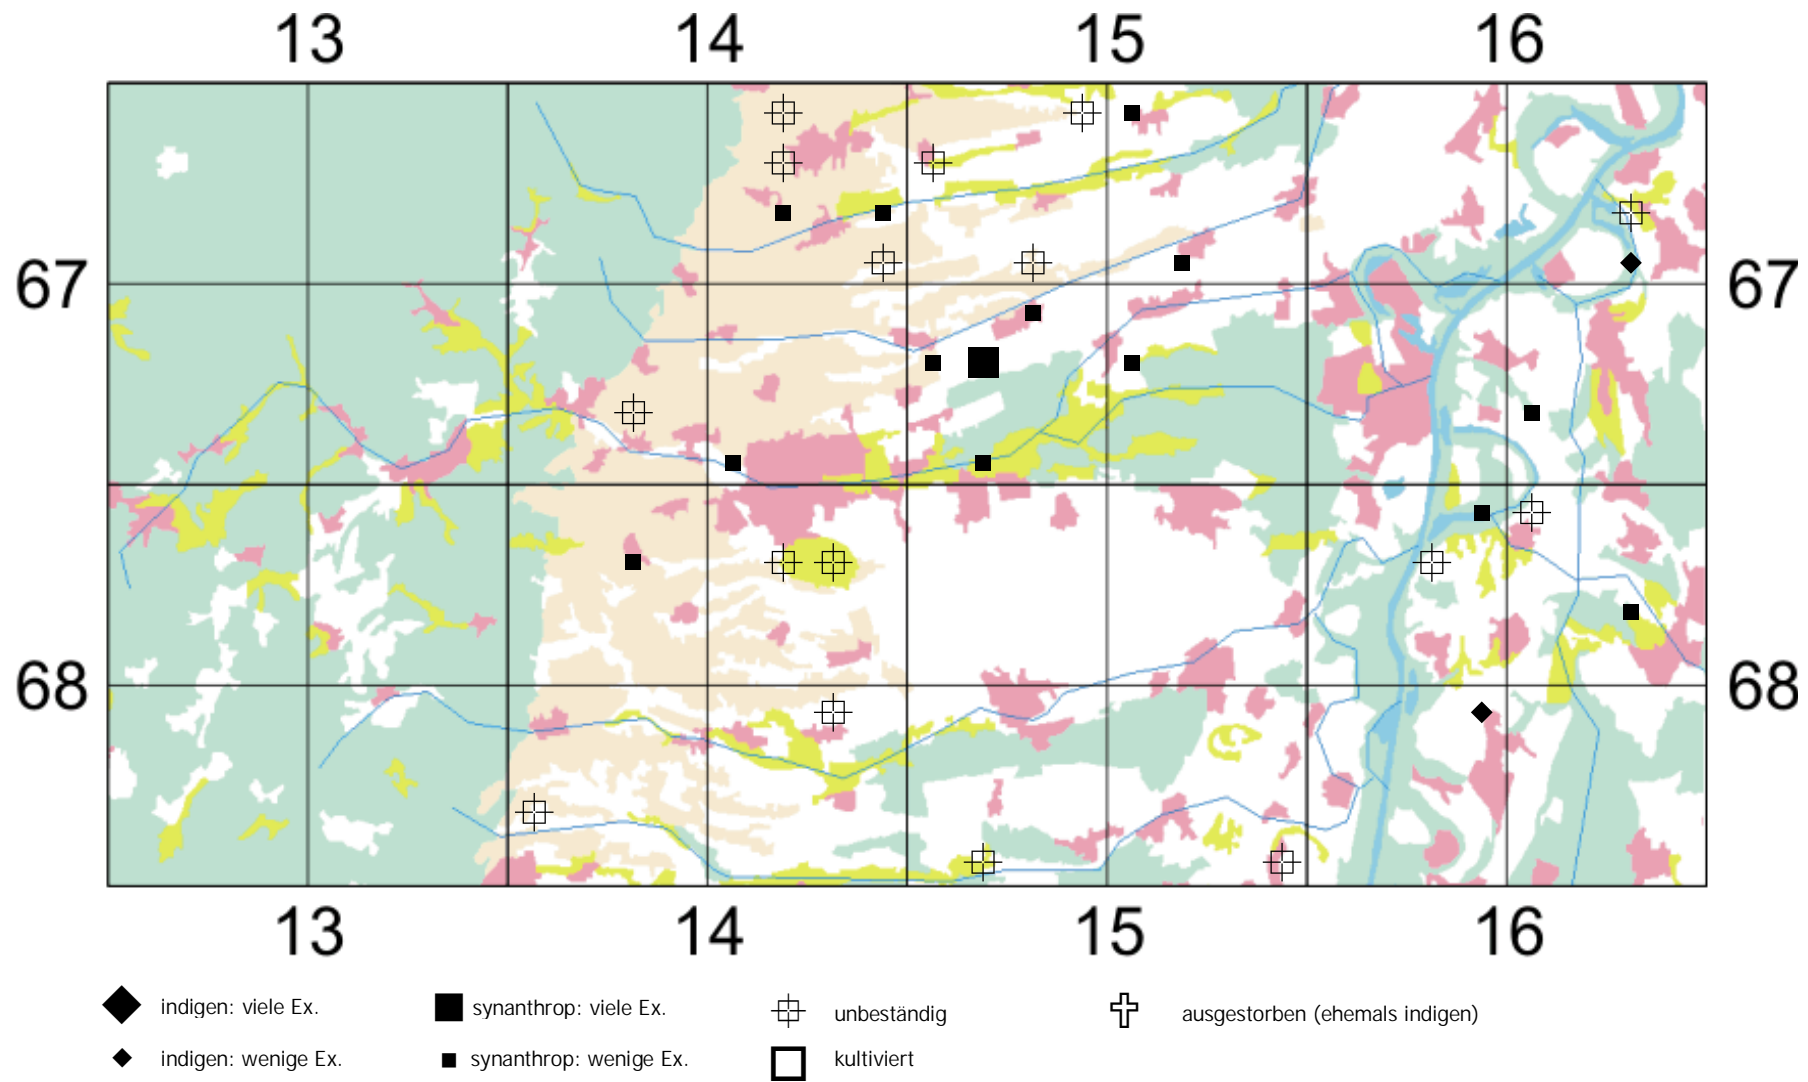 13 14 15 16
67 67
68 68
13 14 15 16
indigen: viele Ex. synanthrop: viele Ex. unbeständig ausgestorben (ehemals indigen)
indigen: wenige Ex. synanthrop: wenige Ex. kultiviert